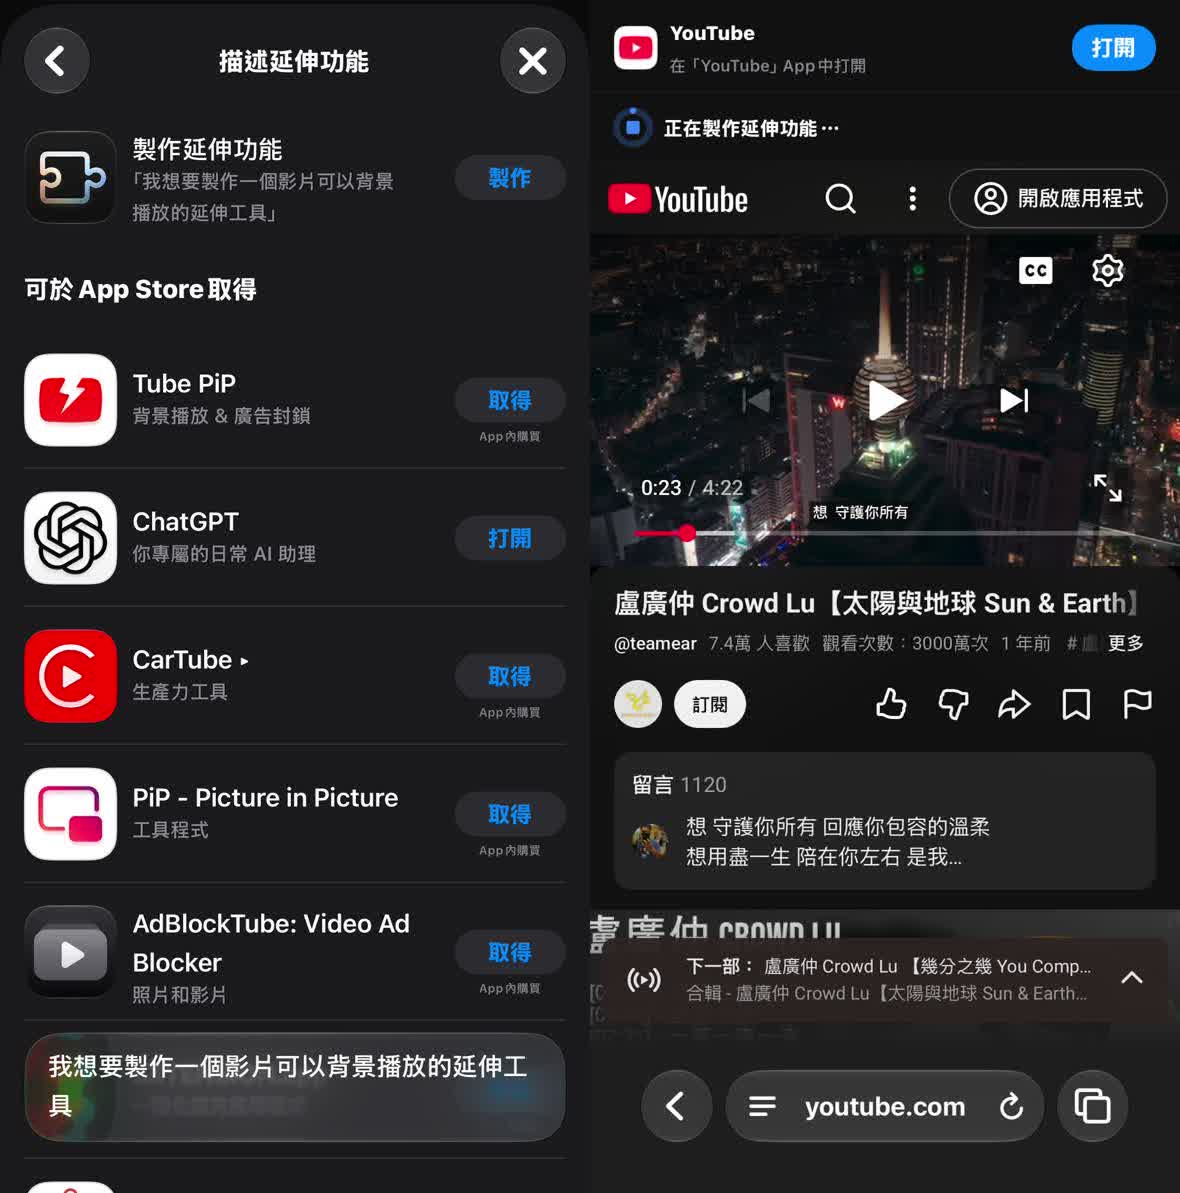 描述延伸功能
製作延伸功能
「我想要製作一個影片可以背景
播放的延伸工具」
製作
可於 App Store 取得
Tube PiP
背景播放 & 廣告封鎖
取得
App 內購買
ChatGPT
你專屬的日常 AI 助理
打開
CarTube ▸
生產力工具
取得
App 內購買
PiP - Picture in Picture
工具程式
取得
App 內購買
AdBlockTube: Video Ad
Blocker
照片和影片
取得
App 內購買
我想要製作一個影片可以背景播放的延伸工
具
YouTube
在「YouTube」App 中打開
打開
正在製作延伸功能⋯
YouTube
開啟應用程式
CC
W
0:23 / 4:22
想 守護你所有
盧廣仲 Crowd Lu【太陽與地球 Sun & Earth】
@teamear 7.4萬 人喜歡 觀看次數：3000萬次 1 年前 #盧 更多
訂閱
留言 1120
想 守護你所有 回應你包容的溫柔
想用盡一生 陪在你左右 是我...
盧廣仲 CROWD LU
下一部： 盧廣仲 Crowd Lu 【幾分之幾 You Comp...
合輯 - 盧廣仲 Crowd Lu【太陽與地球 Sun & Earth...
youtube.com